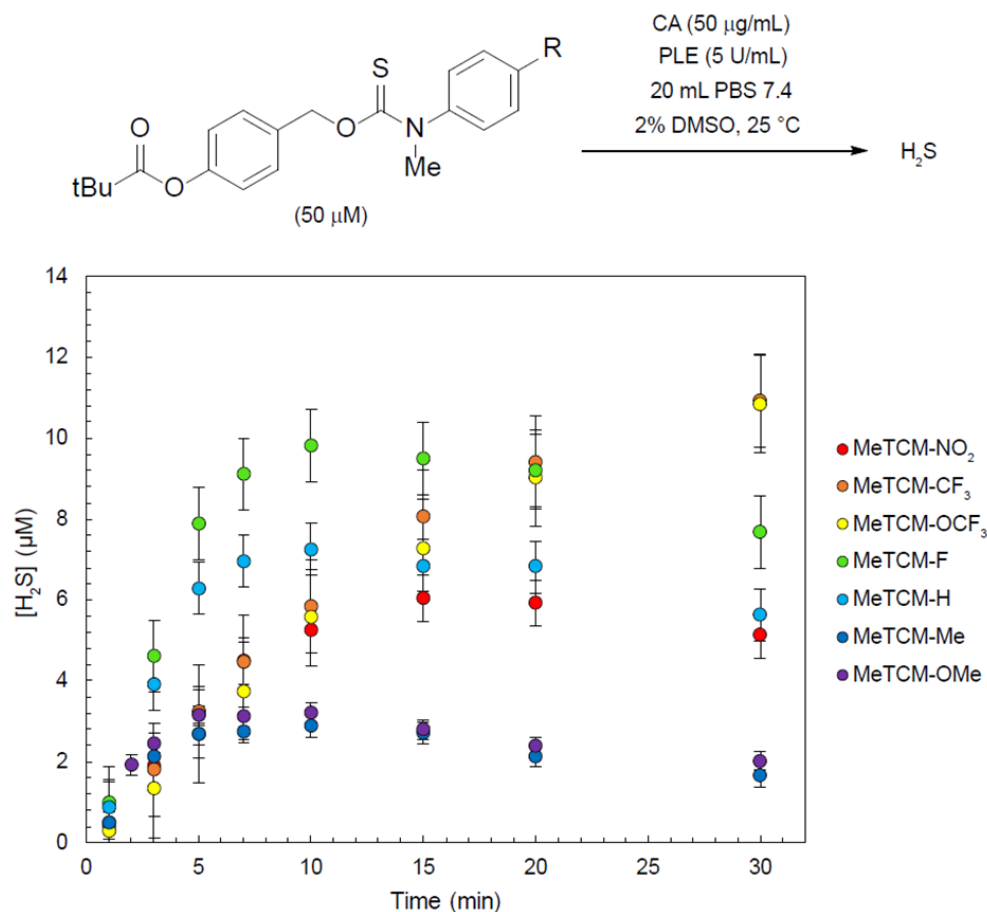 CA (50 μg/mL)
PLE (5 U/mL)
20 mL PBS 7.4
2% DMSO, 25 °C
H₂S
R
S
O
N
Me
O
tBu
O
(50 μM)
14
12
10
8
6
4
2
0
[H₂S] (μM)
0 5 10 15 20 25 30
Time (min)
MeTCM-NO₂
MeTCM-CF₃
MeTCM-OCF₃
MeTCM-F
MeTCM-H
MeTCM-Me
MeTCM-OMe